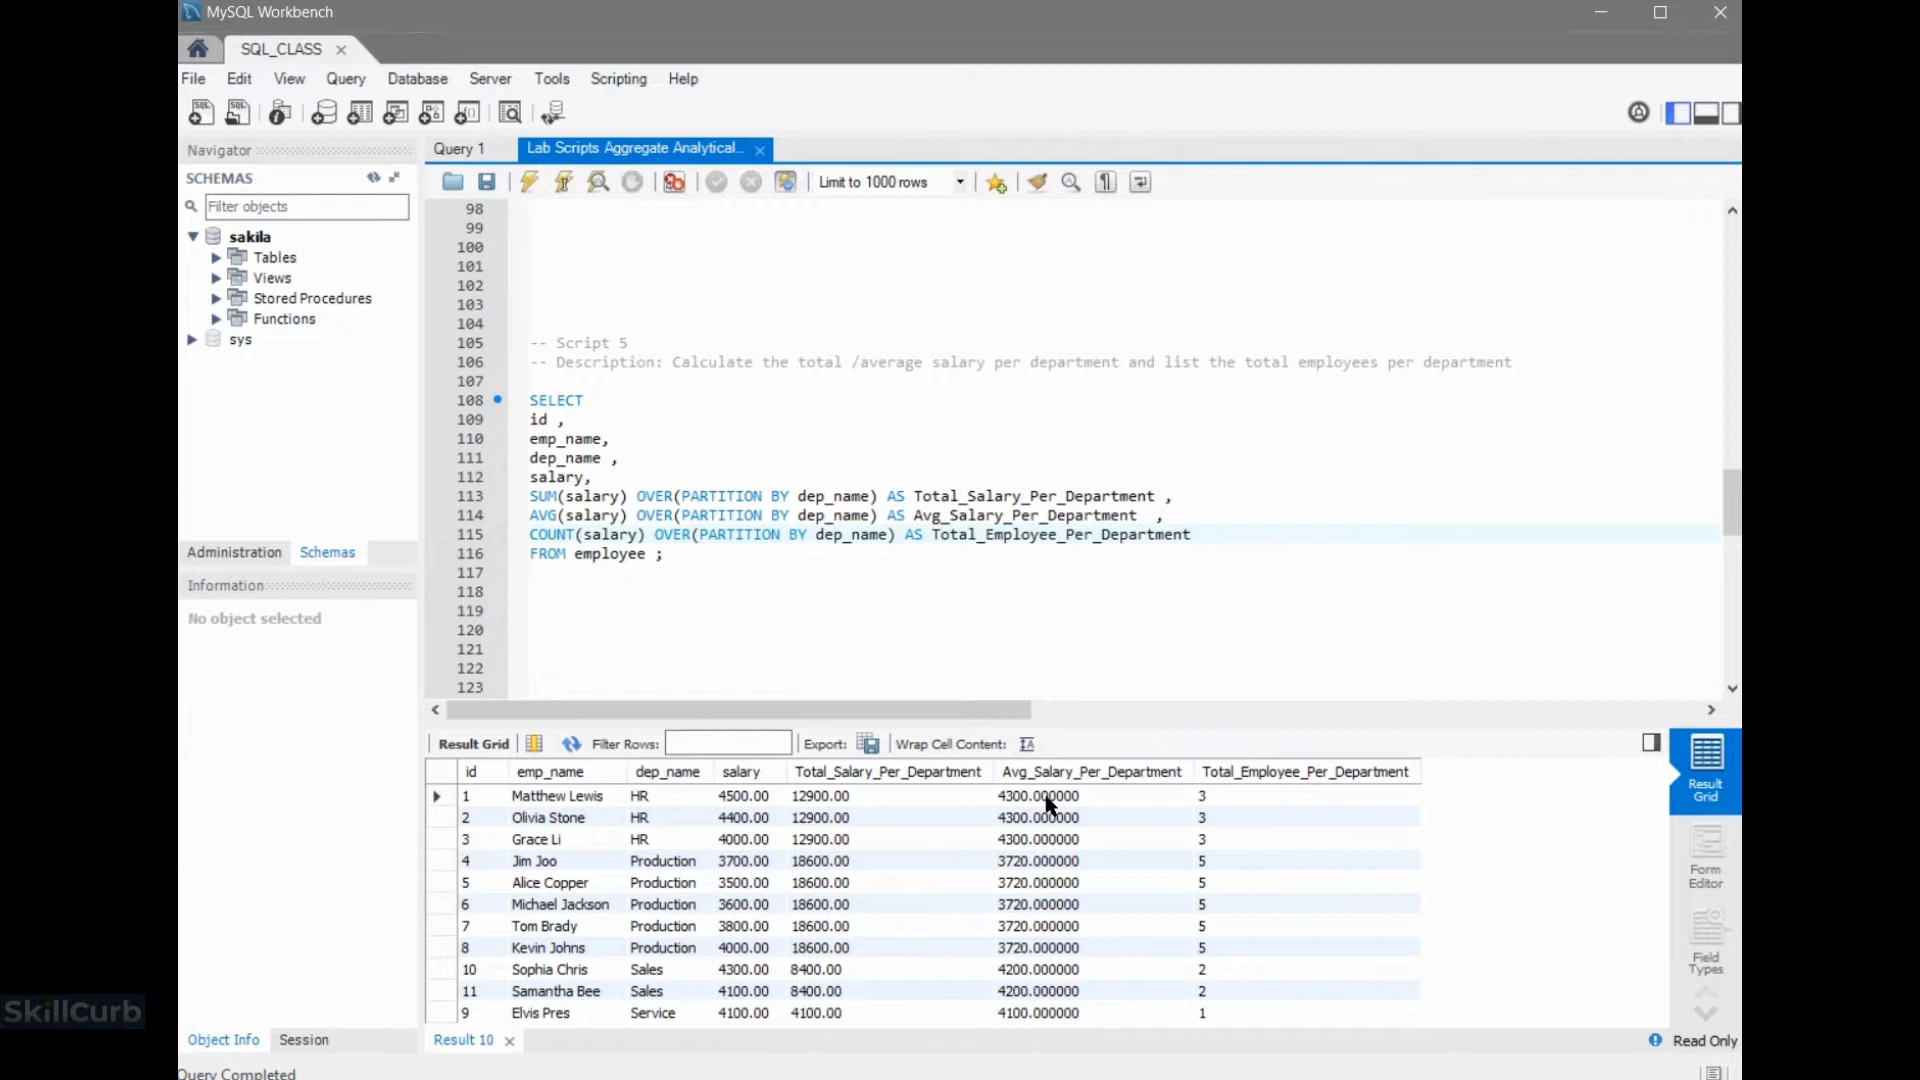 MySQL Workbench
SQL_CLASS
File Edit View Query Database Server Tools Scripting Help
Navigator
SCHEMAS
Filter objects
sakila
Tables
Views
Stored Procedures
Functions
sys
Administration Schemas
Information
No object selected
Object Info Session
Query 1 Lab Scripts Aggregate Analytical...
Limit to 1000 rows
98
99
100
101
102
103
104
105 -- Script 5
106 -- Description: Calculate the total /average salary per department and list the total employees per department
107
108 SELECT
109 id ,
110 emp_name,
111 dep_name ,
112 salary,
113 SUM(salary) OVER(PARTITION BY dep_name) AS Total_Salary_Per_Department ,
114 AVG(salary) OVER(PARTITION BY dep_name) AS Avg_Salary_Per_Department ,
115 COUNT(salary) OVER(PARTITION BY dep_name) AS Total_Employee_Per_Department
116 FROM employee ;
117
118
119
120
121
122
123
Result Grid Filter Rows: Export: Wrap Cell Content:
id emp_name dep_name salary Total_Salary_Per_Department Avg_Salary_Per_Department Total_Employee_Per_Department
1 Matthew Lewis HR 4500.00 12900.00 4300.000000 3
2 Olivia Stone HR 4400.00 12900.00 4300.000000 3
3 Grace Li HR 4000.00 12900.00 4300.000000 3
4 Jim Joo Production 3700.00 18600.00 3720.000000 5
5 Alice Copper Production 3500.00 18600.00 3720.000000 5
6 Michael Jackson Production 3600.00 18600.00 3720.000000 5
7 Tom Brady Production 3800.00 18600.00 3720.000000 5
8 Kevin Johns Production 4000.00 18600.00 3720.000000 5
10 Sophia Chris Sales 4300.00 8400.00 4200.000000 2
11 Samantha Bee Sales 4100.00 8400.00 4200.000000 2
9 Elvis Pres Service 4100.00 4100.00 4100.000000 1
Result
Grid
Form
Editor
Field
Types
Result 10
Read Only
Query Completed
SkillCurb